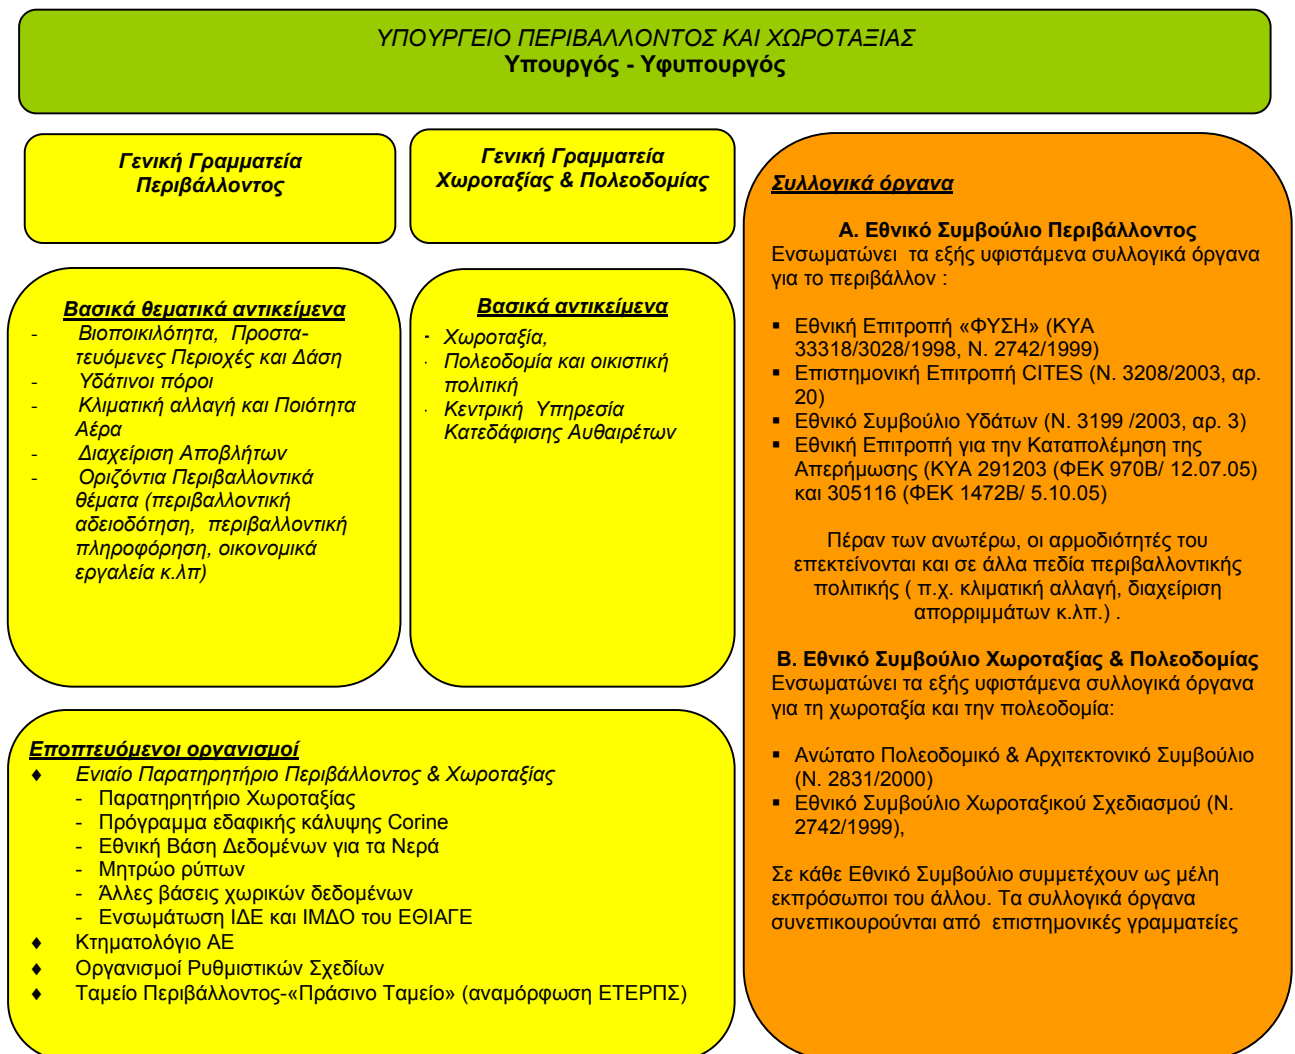 ΥΠΟΥΡΓΕΙΟ ΠΕΡΙΒΑΛΛΟΝΤΟΣ ΚΑΙ ΧΩΡΟΤΑΞΙΑΣ
Υπουργός - Υφυπουργός
Γενική Γραμματεία
Περιβάλλοντος
Γενική Γραμματεία
Χωροταξίας & Πολεοδομίας
Βασικά θεματικά αντικείμενα
- Βιοποικιλότητα, Προστα-
τευόμενες Περιοχές και Δάση
- Υδάτινοι πόροι
- Κλιματική αλλαγή και Ποιότητα
Αέρα
- Διαχείριση Αποβλήτων
- Οριζόντια Περιβαλλοντικά
θέματα (περιβαλλοντική
αδειοδότηση, περιβαλλοντική
πληροφόρηση, οικονομικά
εργαλεία κ.λπ)
Βασικά αντικείμενα
- Χωροταξία,
· Πολεοδομία και οικιστική
πολιτική
· Κεντρική Υπηρεσία
Κατεδάφισης Αυθαιρέτων
Εποπτευόμενοι οργανισμοί
♦ Ενιαίο Παρατηρητήριο Περιβάλλοντος & Χωροταξίας
- Παρατηρητήριο Χωροταξίας
- Πρόγραμμα εδαφικής κάλυψης Corine
- Εθνική Βάση Δεδομένων για τα Νερά
- Μητρώο ρύπων
- Άλλες βάσεις χωρικών δεδομένων
- Ενσωμάτωση ΙΔΕ και ΙΜΔΟ του ΕΘΙΑΓΕ
♦ Κτηματολόγιο ΑΕ
♦ Οργανισμοί Ρυθμιστικών Σχεδίων
♦ Ταμείο Περιβάλλοντος-«Πράσινο Ταμείο» (αναμόρφωση ΕΤΕΡΠΣ)
Συλλογικά όργανα
Α. Εθνικό Συμβούλιο Περιβάλλοντος
Ενσωματώνει τα εξής υφιστάμενα συλλογικά όργανα
για το περιβάλλον :
▪ Εθνική Επιτροπή «ΦΥΣΗ» (ΚΥΑ
33318/3028/1998, Ν. 2742/1999)
▪ Επιστημονική Επιτροπή CITES (Ν. 3208/2003, αρ.
20)
▪ Εθνικό Συμβούλιο Υδάτων (Ν. 3199 /2003, αρ. 3)
▪ Εθνική Επιτροπή για την Καταπολέμηση της
Απερήμωσης (ΚΥΑ 291203 (ΦΕΚ 970Β/ 12.07.05)
και 305116 (ΦΕΚ 1472Β/ 5.10.05)
Πέραν των ανωτέρω, οι αρμοδιότητές του
επεκτείνονται και σε άλλα πεδία περιβαλλοντικής
πολιτικής ( π.χ. κλιματική αλλαγή, διαχείριση
απορριμμάτων κ.λπ.) .
Β. Εθνικό Συμβούλιο Χωροταξίας & Πολεοδομίας
Ενσωματώνει τα εξής υφιστάμενα συλλογικά όργανα
για τη χωροταξία και την πολεοδομία:
▪ Ανώτατο Πολεοδομικό & Αρχιτεκτονικό Συμβούλιο
(Ν. 2831/2000)
▪ Εθνικό Συμβούλιο Χωροταξικού Σχεδιασμού (Ν.
2742/1999),
Σε κάθε Εθνικό Συμβούλιο συμμετέχουν ως μέλη
εκπρόσωποι του άλλου. Τα συλλογικά όργανα
συνεπικουρούνται από επιστημονικές γραμματείες